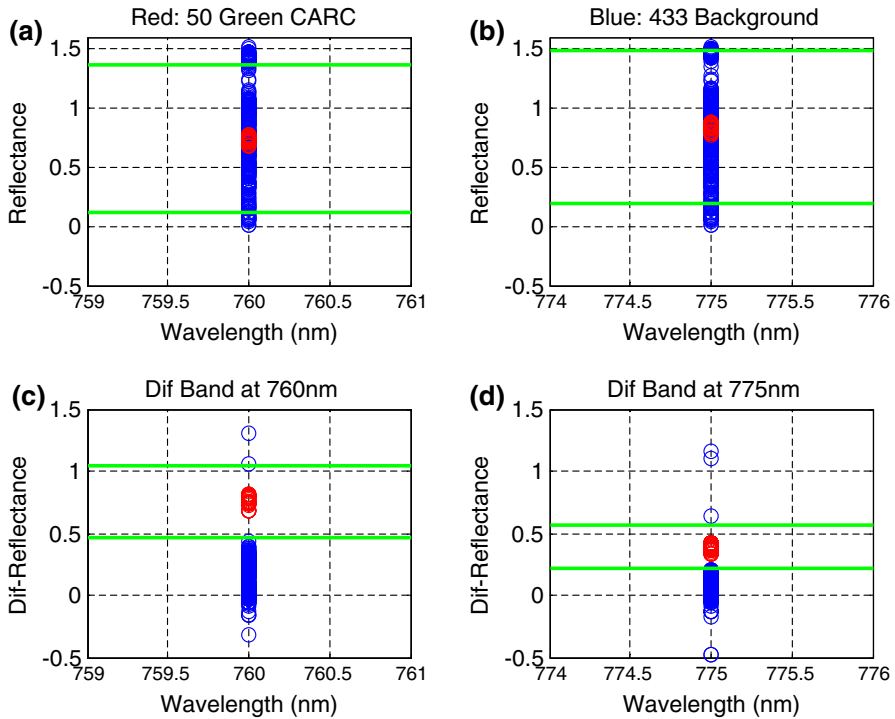 (a) Red: 50 Green CARC
Reflectance
1.5
1
0.5
0
-0.5
759 759.5 760 760.5 761
Wavelength (nm)
(b) Blue: 433 Background
Reflectance
1.5
1
0.5
0
-0.5
774 774.5 775 775.5 776
Wavelength (nm)
(c) Dif Band at 760nm
Dif-Reflectance
1.5
1
0.5
0
-0.5
759 759.5 760 760.5 761
Wavelength (nm)
(d) Dif Band at 775nm
Dif-Reflectance
1.5
1
0.5
0
-0.5
774 774.5 775 775.5 776
Wavelength (nm)